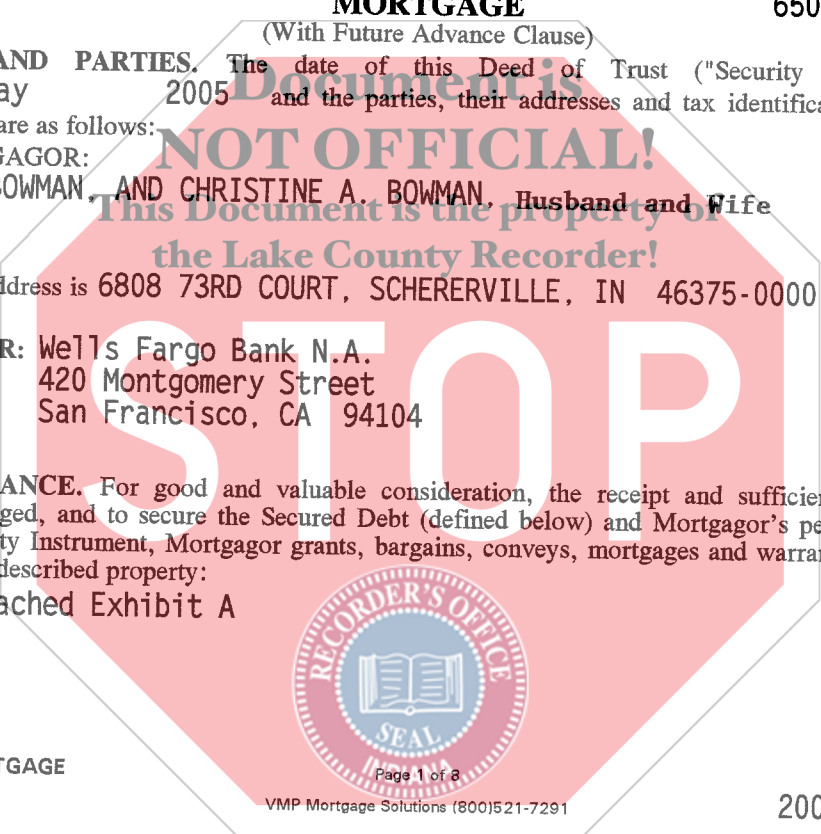 MORTGAGE 650
(With Future Advance Clause)
AND PARTIES. The date of this Deed of Trust ("Security
ay 2005 and the parties, their addresses and tax identifica
are as follows:
GAGOR:
BOWMAN, AND CHRISTINE A. BOWMAN, Husband and Wife
ddress is 6808 73RD COURT, SCHERERVILLE, IN 46375-0000
R: Wells Fargo Bank N.A.
420 Montgomery Street
San Francisco, CA 94104
ANCE. For good and valuable consideration, the receipt and sufficien
ged, and to secure the Secured Debt (defined below) and Mortgagor's pe
ty Instrument, Mortgagor grants, bargains, conveys, mortgages and warran
described property:
ached Exhibit A
TGAGE
Page 1 of 8
VMP Mortgage Solutions (800)521-7291
200
Document is
NOT OFFICIAL!
This Document is the property of
the Lake County Recorder!
STOP
RECORDER'S OFFICE
SEAL
INDIANA